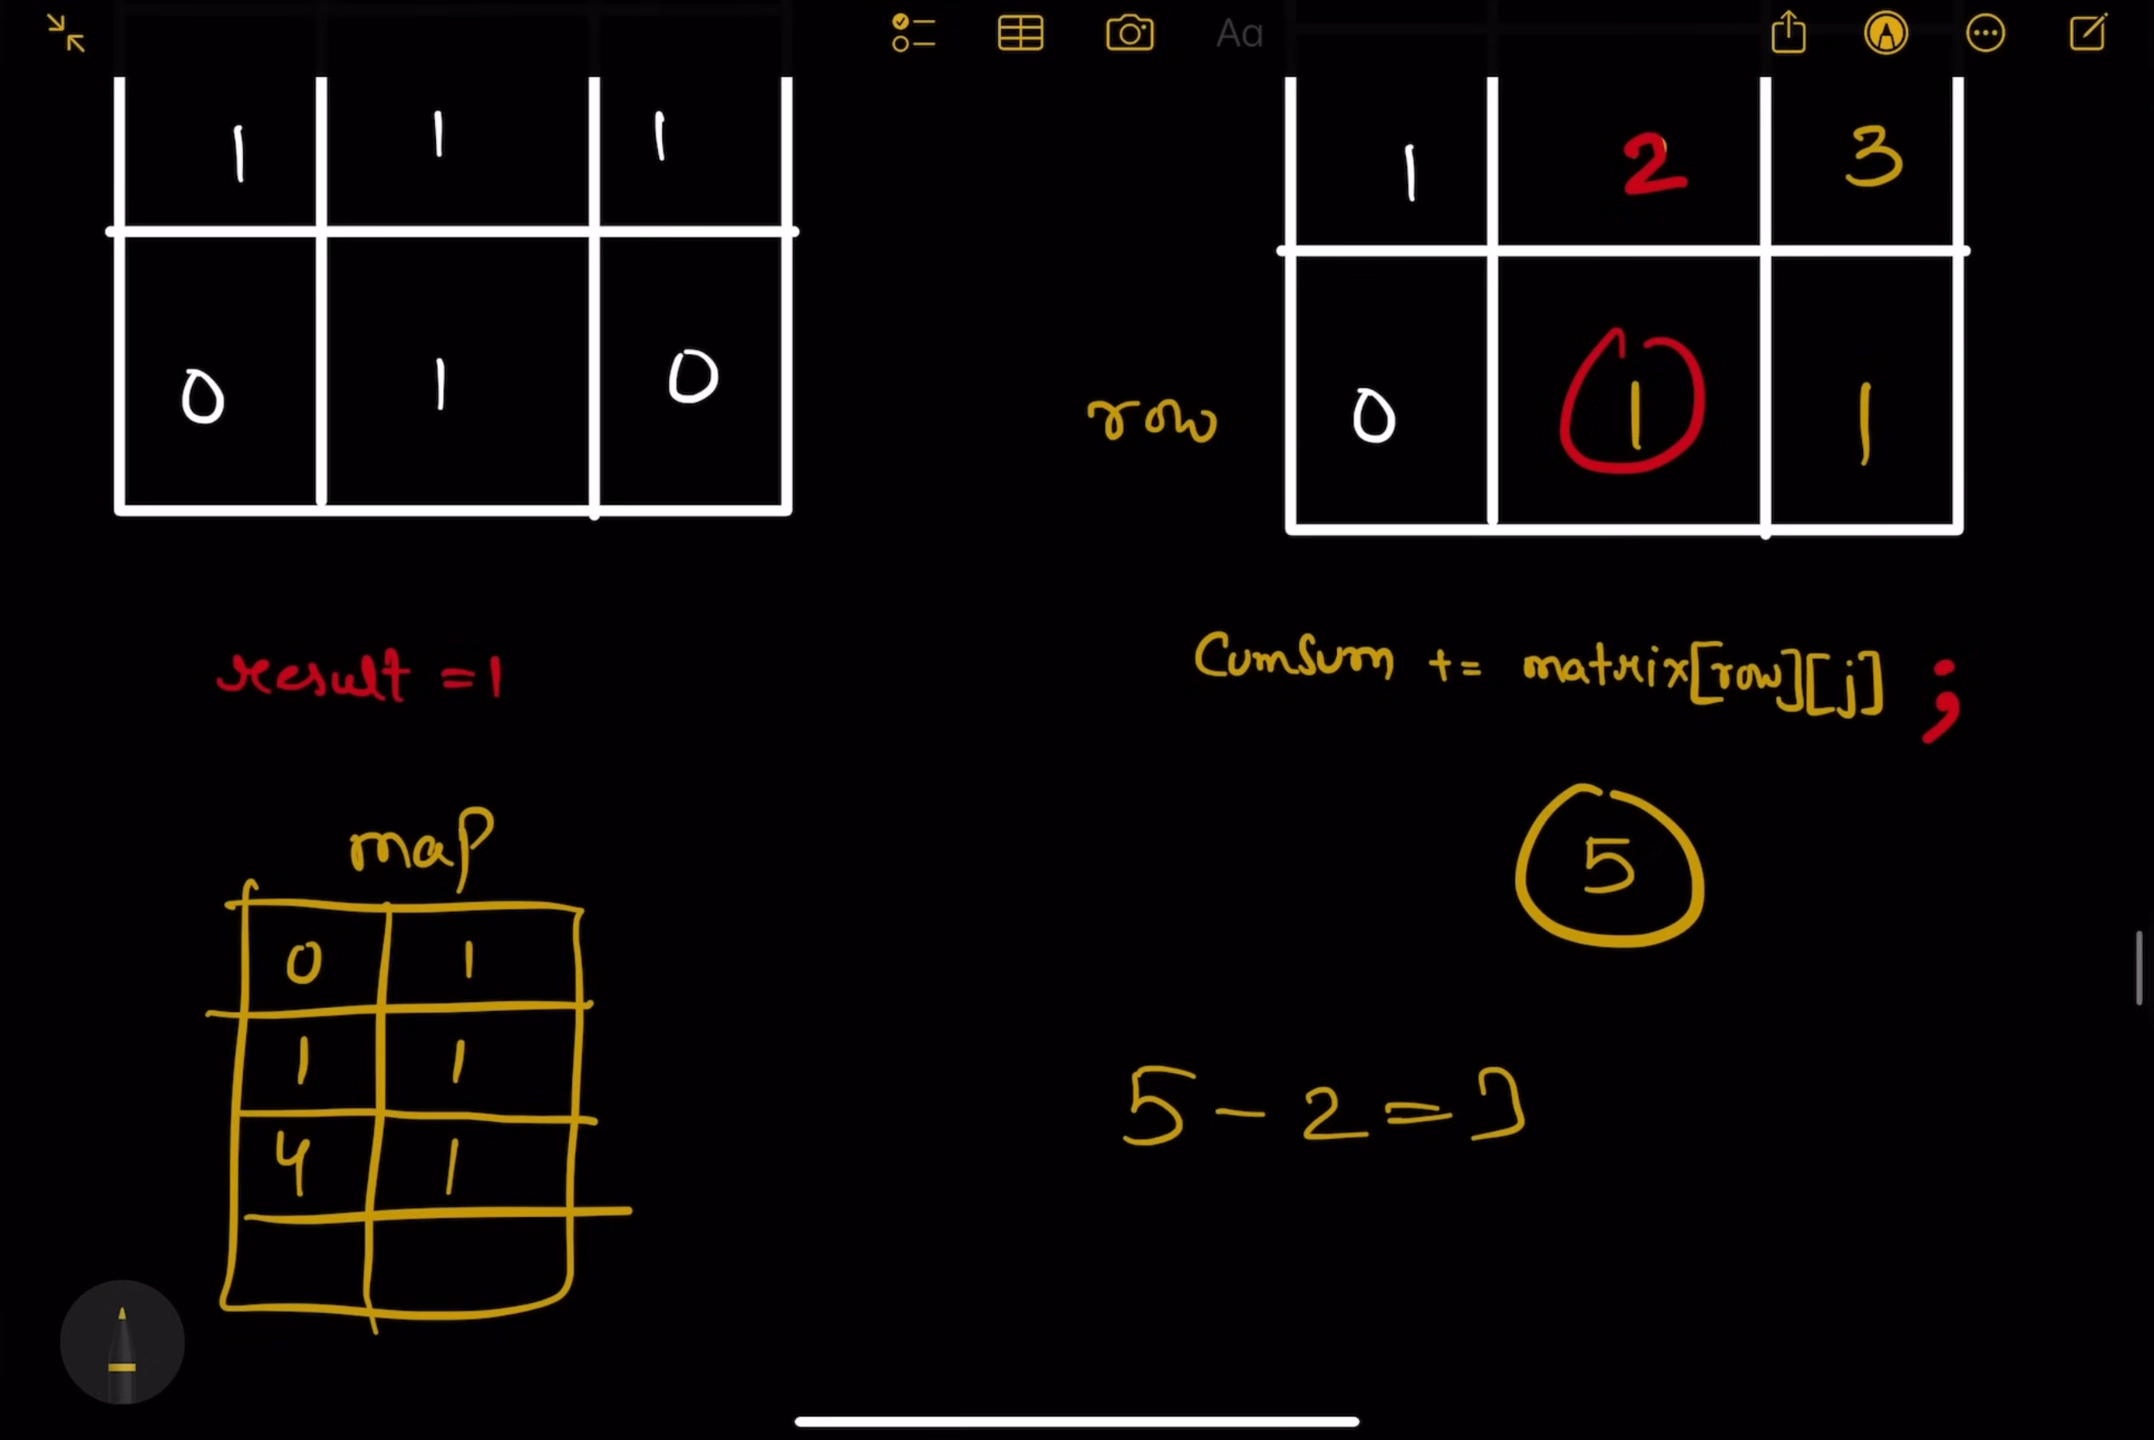 Aa
1 1 1
0 1 0
1 2 3
row 0 1 1
result = 1
CumSum += matrix[row][j] ;
map
0 1
1 1
4 1
5
5 - 2 = 3